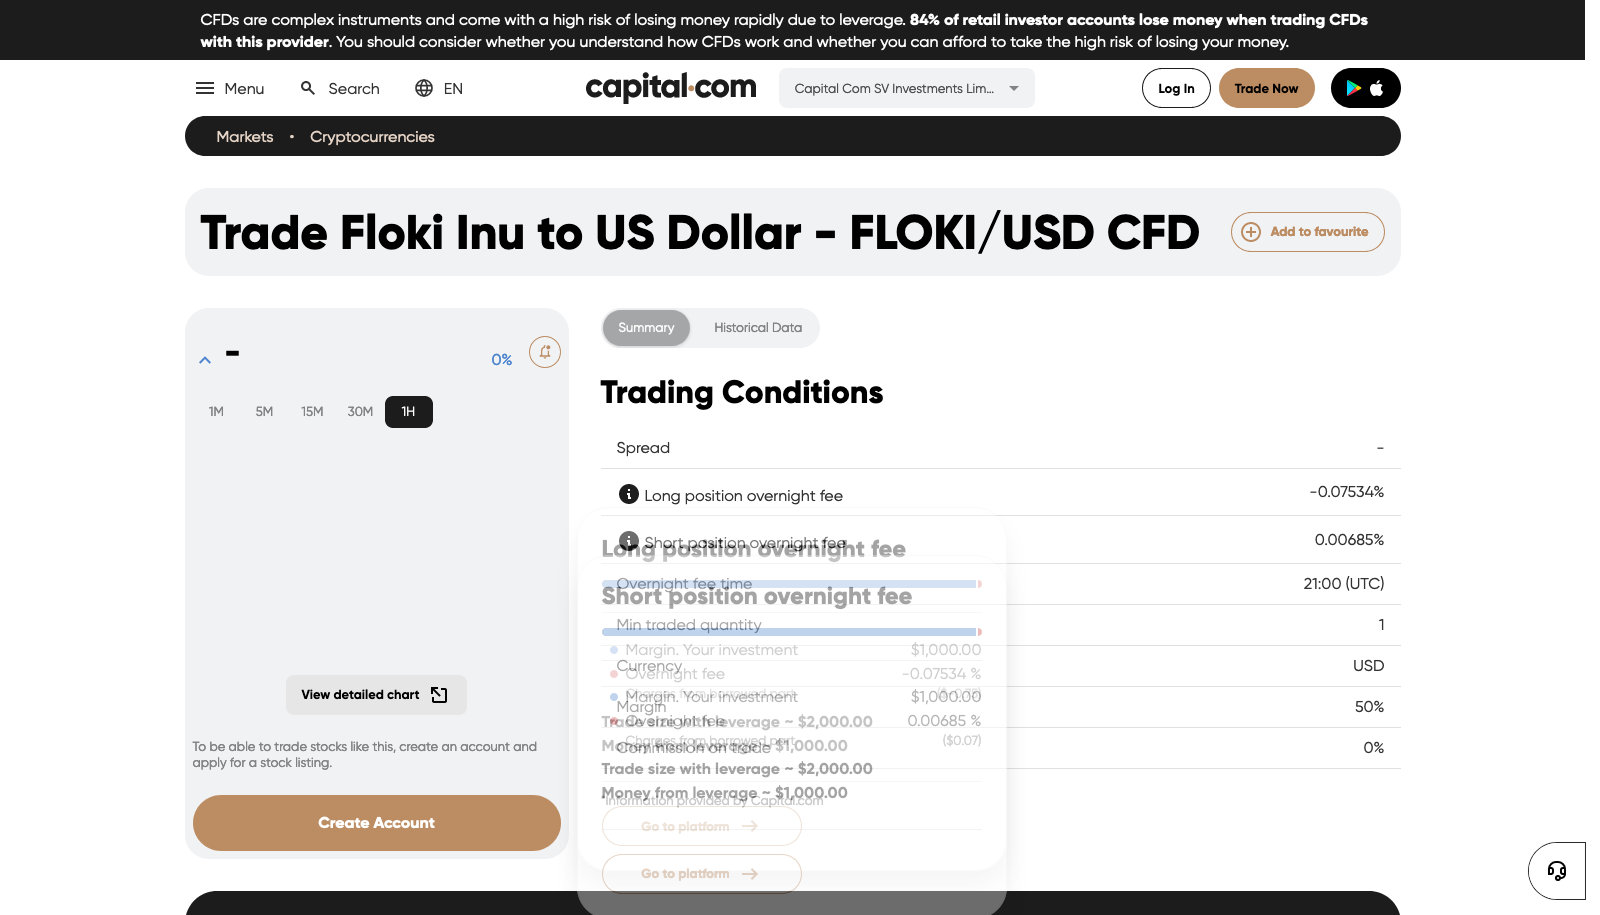 CFDs are complex instruments and come with a high risk of losing money rapidly due to leverage. 84% of retail investor accounts lose money when trading CFDs
with this provider. You should consider whether you understand how CFDs work and whether you can afford to take the high risk of losing your money.
Menu
Search
EN
capital.com
Capital Com SV Investments Lim...
Log In
Trade Now
Markets
Cryptocurrencies
Trade Floki Inu to US Dollar - FLOKI/USD CFD
Add to favourite
-
0%
1M 5M 15M 30M 1H
View detailed chart
To be able to trade stocks like this, create an account and
apply for a stock listing.
Create Account
Summary
Historical Data
Trading Conditions
Spread -
Long position overnight fee -0.07534%
Short position overnight fee 0.00685%
Overnight fee time 21:00 (UTC)
Min traded quantity 1
Currency USD
Margin 50%
Commission on trade 0%
*Information provided by Capital.com
Long position overnight fee
Margin. Your investment $1,000.00
Overnight fee -0.07534 %
Charges from borrowed part
Trade size with leverage ~ $2,000.00
Money from leverage ~ $1,000.00
Go to platform
Short position overnight fee
Margin. Your investment $1,000.00
Overnight fee 0.00685 %
Charges from borrowed part ($0.07)
Trade size with leverage ~ $2,000.00
Money from leverage ~ $1,000.00
Go to platform